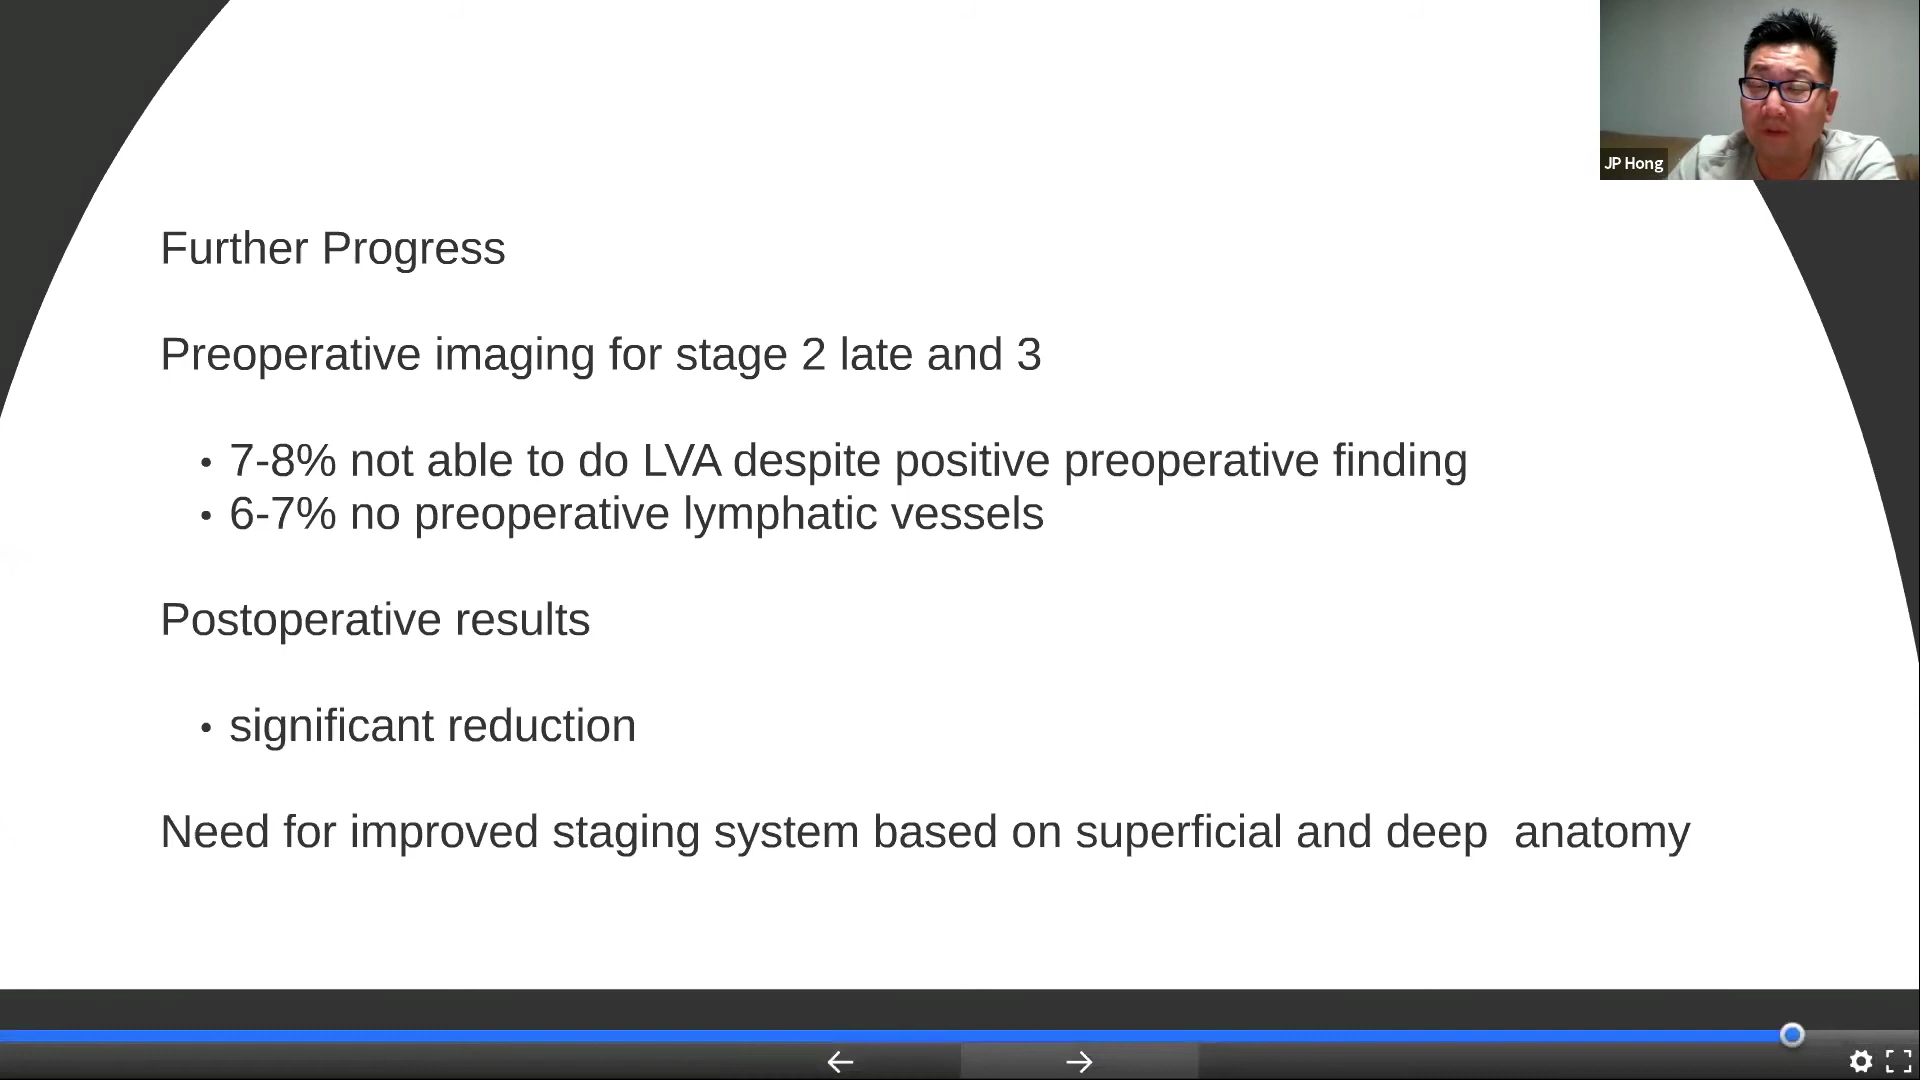 JP Hong
Further Progress
Preoperative imaging for stage 2 late and 3
• 7-8% not able to do LVA despite positive preoperative finding
• 6-7% no preoperative lymphatic vessels
Postoperative results
• significant reduction
Need for improved staging system based on superficial and deep  anatomy